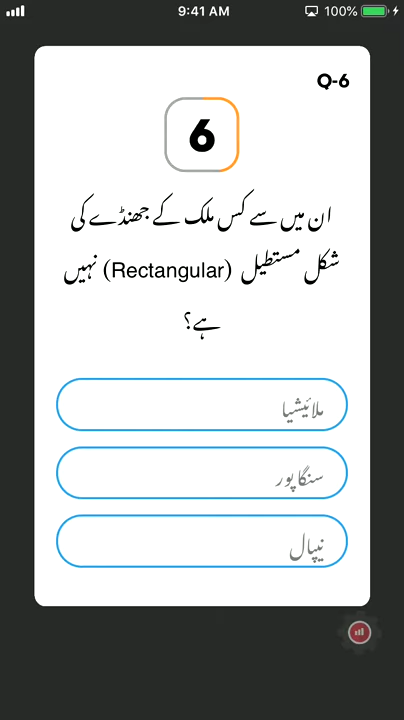 9:41 AM
100%
Q-6
6
ان میں سے کس ملک کے جھنڈے کی
شکل مستطیل (Rectangular) نہیں
ہے؟
ملائیشیا
سنگاپور
نیپال